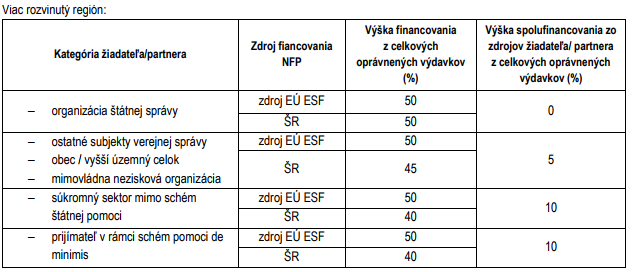 Viac rozvinutý región:
Kategória žiadateľa/partnera
Zdroj fiancovania
NFP
Výška financovania
z celkových
oprávnených výdavkov
(%)
Výška spolufinancovania zo
zdrojov žiadateľa/ partnera
z celkových oprávnených
výdavkov (%)
– organizácia štátnej správy
zdroj EÚ ESF
50
0
ŠR
50
– ostatné subjekty verejnej správy
– obec / vyšší územný celok
– mimovládna nezisková organizácia
zdroj EÚ ESF
50
5
ŠR
45
– súkromný sektor mimo schém
štátnej pomoci
zdroj EÚ ESF
50
10
ŠR
40
– prijímateľ v rámci schém pomoci de
minimis
zdroj EÚ ESF
50
10
ŠR
40